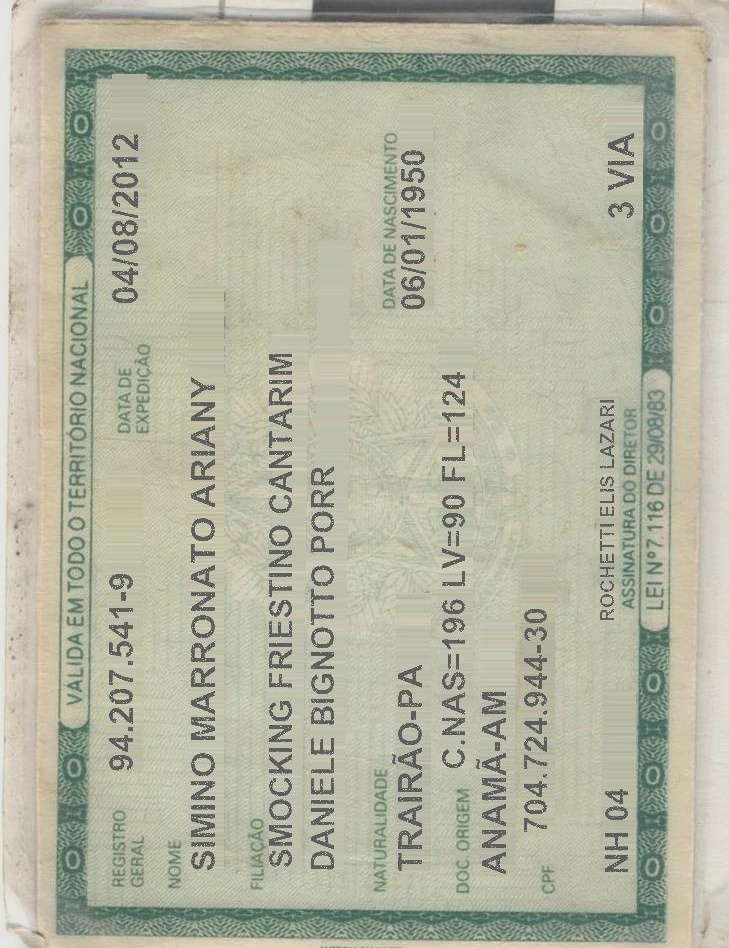 VALIDA EM TODO O TERRITÓRIO NACIONAL
REGISTRO GERAL 94.207.541-9 DATA DE EXPEDIÇÃO 04/08/2012
NOME
SIMINO MARRONATO ARIANY
FILIAÇÃO
SMOCKING FRIESTINO CANTARIM
DANIELE BIGNOTTO PORR
NATURALIDADE DATA DE NASCIMENTO
TRAIRÃO-PA 06/01/1950
DOC ORIGEM C.NAS=196 LV=90 FL=124
ANAMÃ-AM
CPF 704.724.944-30
ROCHETTI ELIS LAZARI
NH 04 ASSINATURA DO DIRETOR 3 VIA
LEI Nº 7.116 DE 29/08/83